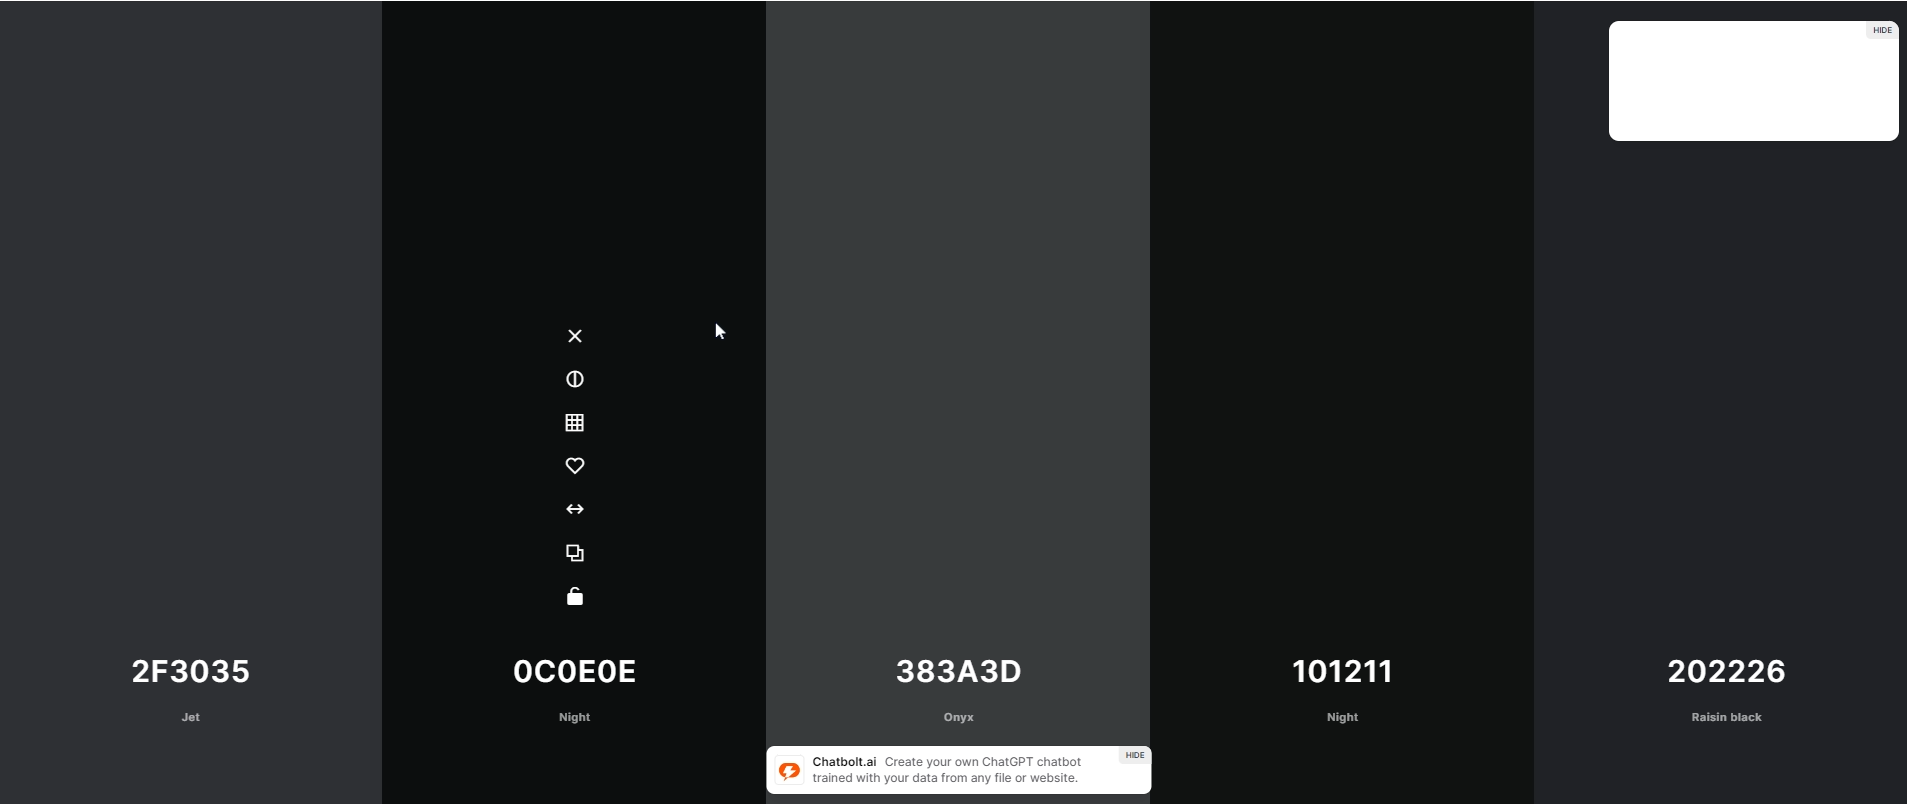 HIDE
2F3035
0C0E0E
383A3D
101211
202226
Jet
Night
Onyx
Night
Raisin black
HIDE
Chatbolt.ai Create your own ChatGPT chatbot
trained with your data from any file or website.